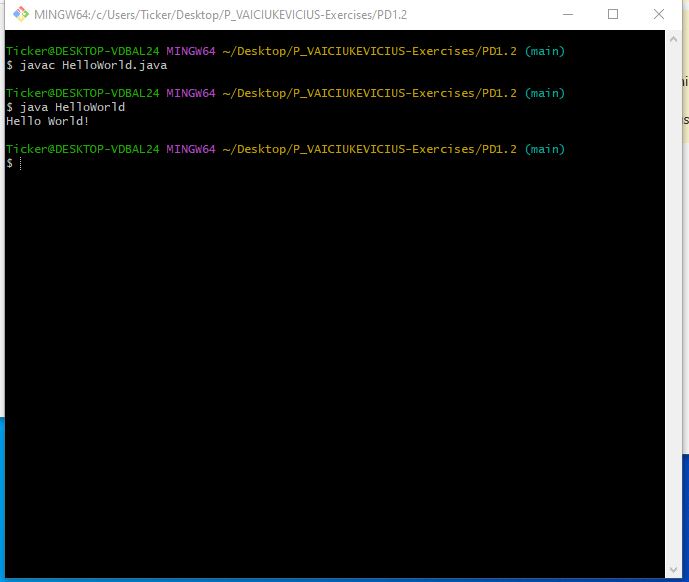 MINGW64:/c/Users/Ticker/Desktop/P_VAICIUKEVICIUS-Exercises/PD1.2
Ticker@DESKTOP-VDBAL24 MINGW64 ~/Desktop/P_VAICIUKEVICIUS-Exercises/PD1.2 (main)
$ javac HelloWorld.java
Ticker@DESKTOP-VDBAL24 MINGW64 ~/Desktop/P_VAICIUKEVICIUS-Exercises/PD1.2 (main)
$ java HelloWorld
Hello World!
Ticker@DESKTOP-VDBAL24 MINGW64 ~/Desktop/P_VAICIUKEVICIUS-Exercises/PD1.2 (main)
$